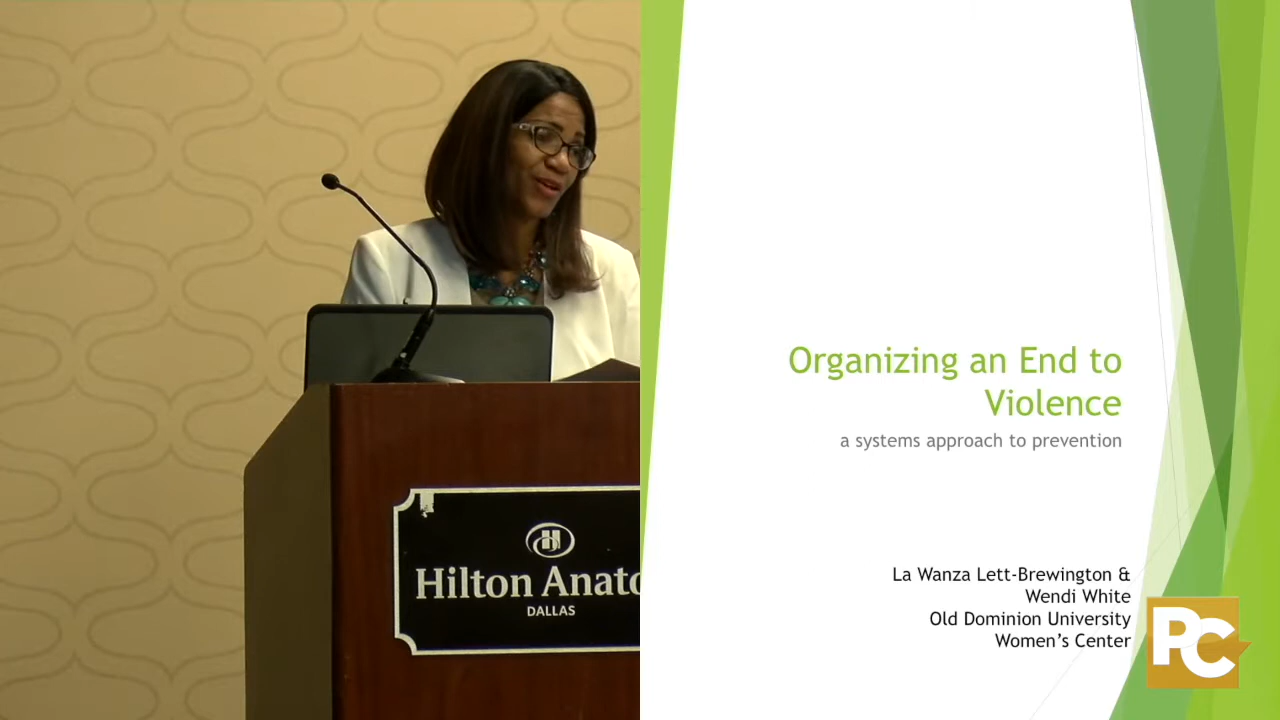 Hilton Anato
DALLAS
Organizing an End to
Violence
a systems approach to prevention
La Wanza Lett-Brewington &
Wendi White
Old Dominion University
Women's Center
PC